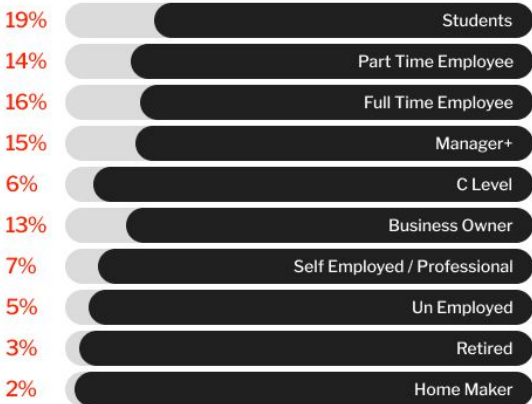 19% Students
14% Part Time Employee
16% Full Time Employee
15% Manager+
6% C Level
13% Business Owner
7% Self Employed / Professional
5% Un Employed
3% Retired
2% Home Maker